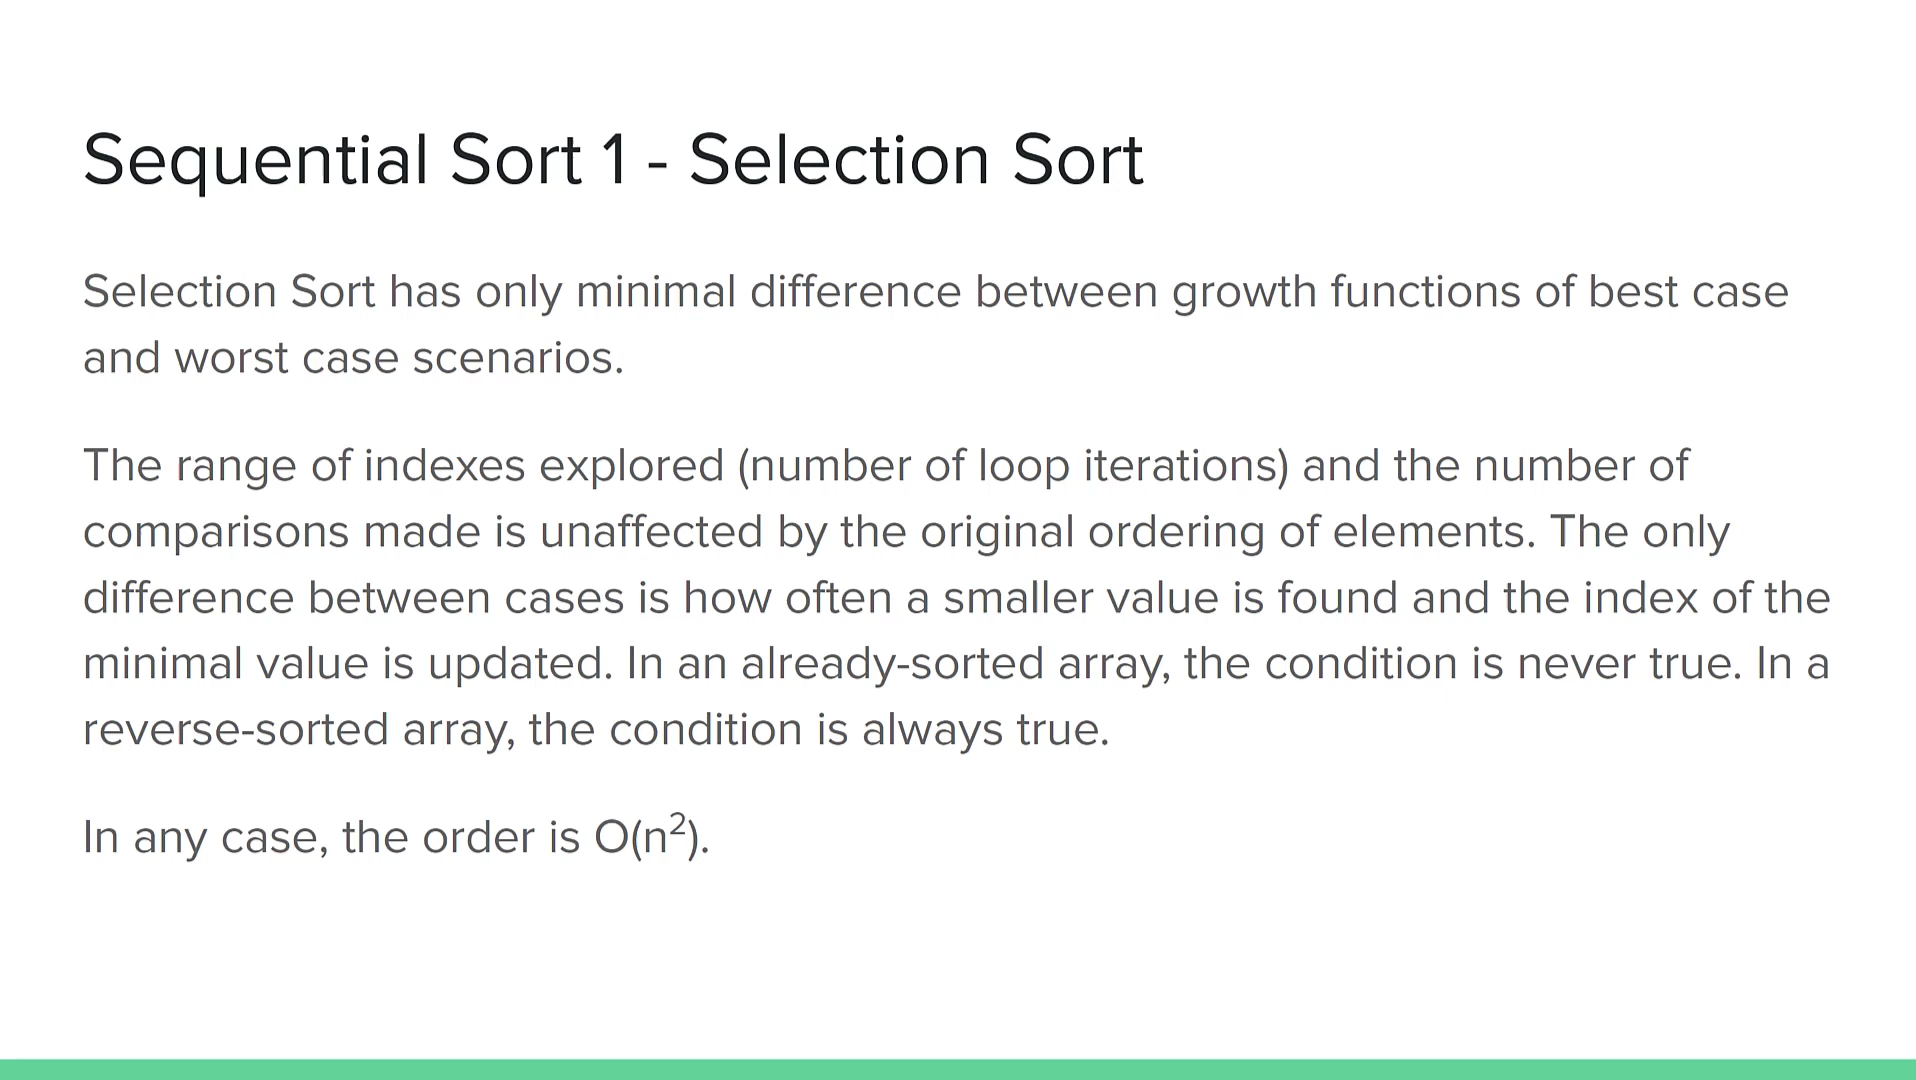 Sequential Sort 1 - Selection Sort
Selection Sort has only minimal difference between growth functions of best case
and worst case scenarios.
The range of indexes explored (number of loop iterations) and the number of
comparisons made is unaffected by the original ordering of elements. The only
difference between cases is how often a smaller value is found and the index of the
minimal value is updated. In an already-sorted array, the condition is never true. In a
reverse-sorted array, the condition is always true.
In any case, the order is O(n²).